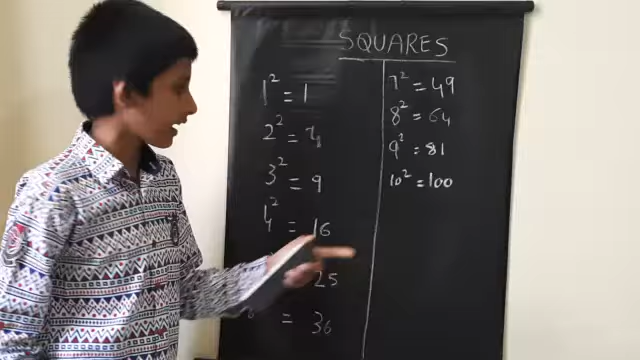 SQUARES
1² = 1
2² = 4
3² = 9
4² = 16
25
= 36
7² = 49
8² = 64
9² = 81
10² = 100